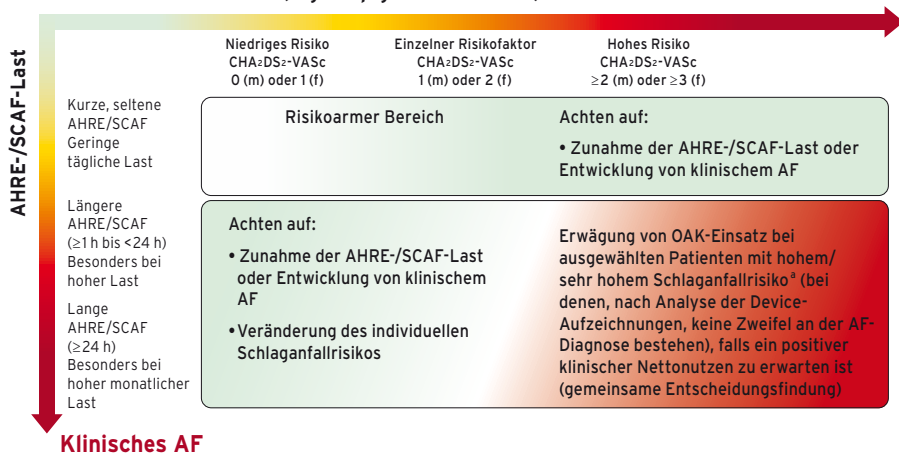 AHRE-/SCAF-Last
Niedriges Risiko
CHA₂DS₂-VASc
0 (m) oder 1 (f)
Einzelner Risikofaktor
CHA₂DS₂-VASc
1 (m) oder 2 (f)
Hohes Risiko
CHA₂DS₂-VASc
≥2 (m) oder ≥3 (f)
Kurze, seltene
AHRE/SCAF
Geringe
tägliche Last
Risikoarmer Bereich
Achten auf:
• Zunahme der AHRE-/SCAF-Last oder
Entwicklung von klinischem AF
Längere
AHRE/SCAF
(≥1 h bis <24 h)
Besonders bei
hoher Last
Lange
AHRE/SCAF
(≥24 h)
Besonders bei
hoher monatlicher
Last
Achten auf:
• Zunahme der AHRE-/SCAF-Last
oder Entwicklung von klinischem
AF
• Veränderung des individuellen
Schlaganfallrisikos
Erwägung von OAK-Einsatz bei
ausgewählten Patienten mit hohem/
sehr hohem Schlaganfallrisikoᵃ (bei
denen, nach Analyse der Device-
Aufzeichnungen, keine Zweifel an der AF-
Diagnose bestehen), falls ein positiver
klinischer Nettonutzen zu erwarten ist
(gemeinsame Entscheidungsfindung)
Klinisches AF